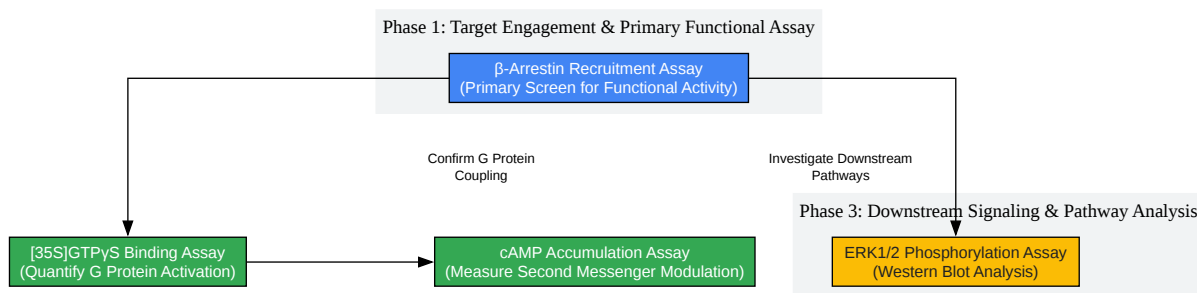 Phase 1: Target Engagement & Primary Functional Assay
β-Arrestin Recruitment Assay
(Primary Screen for Functional Activity)
Confirm G Protein
Coupling
Investigate Downstream
Pathways
Phase 3: Downstream Signaling & Pathway Analysis
[35S]GTPγS Binding Assay
(Quantify G Protein Activation)
cAMP Accumulation Assay
(Measure Second Messenger Modulation)
ERK1/2 Phosphorylation Assay
(Western Blot Analysis)